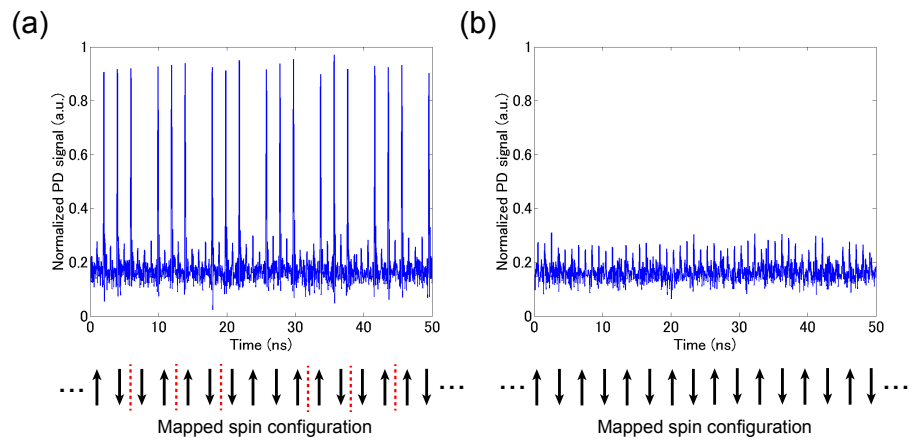 (a)
(b)
Normalized PD signal (a.u.)
1
0.8
0.6
0.4
0.2
0
0 10 20 30 40 50
Time (ns)
Normalized PD signal (a.u.)
1
0.8
0.6
0.4
0.2
0
0 10 20 30 40 50
Time (ns)
... ...
Mapped spin configuration
... ...
Mapped spin configuration